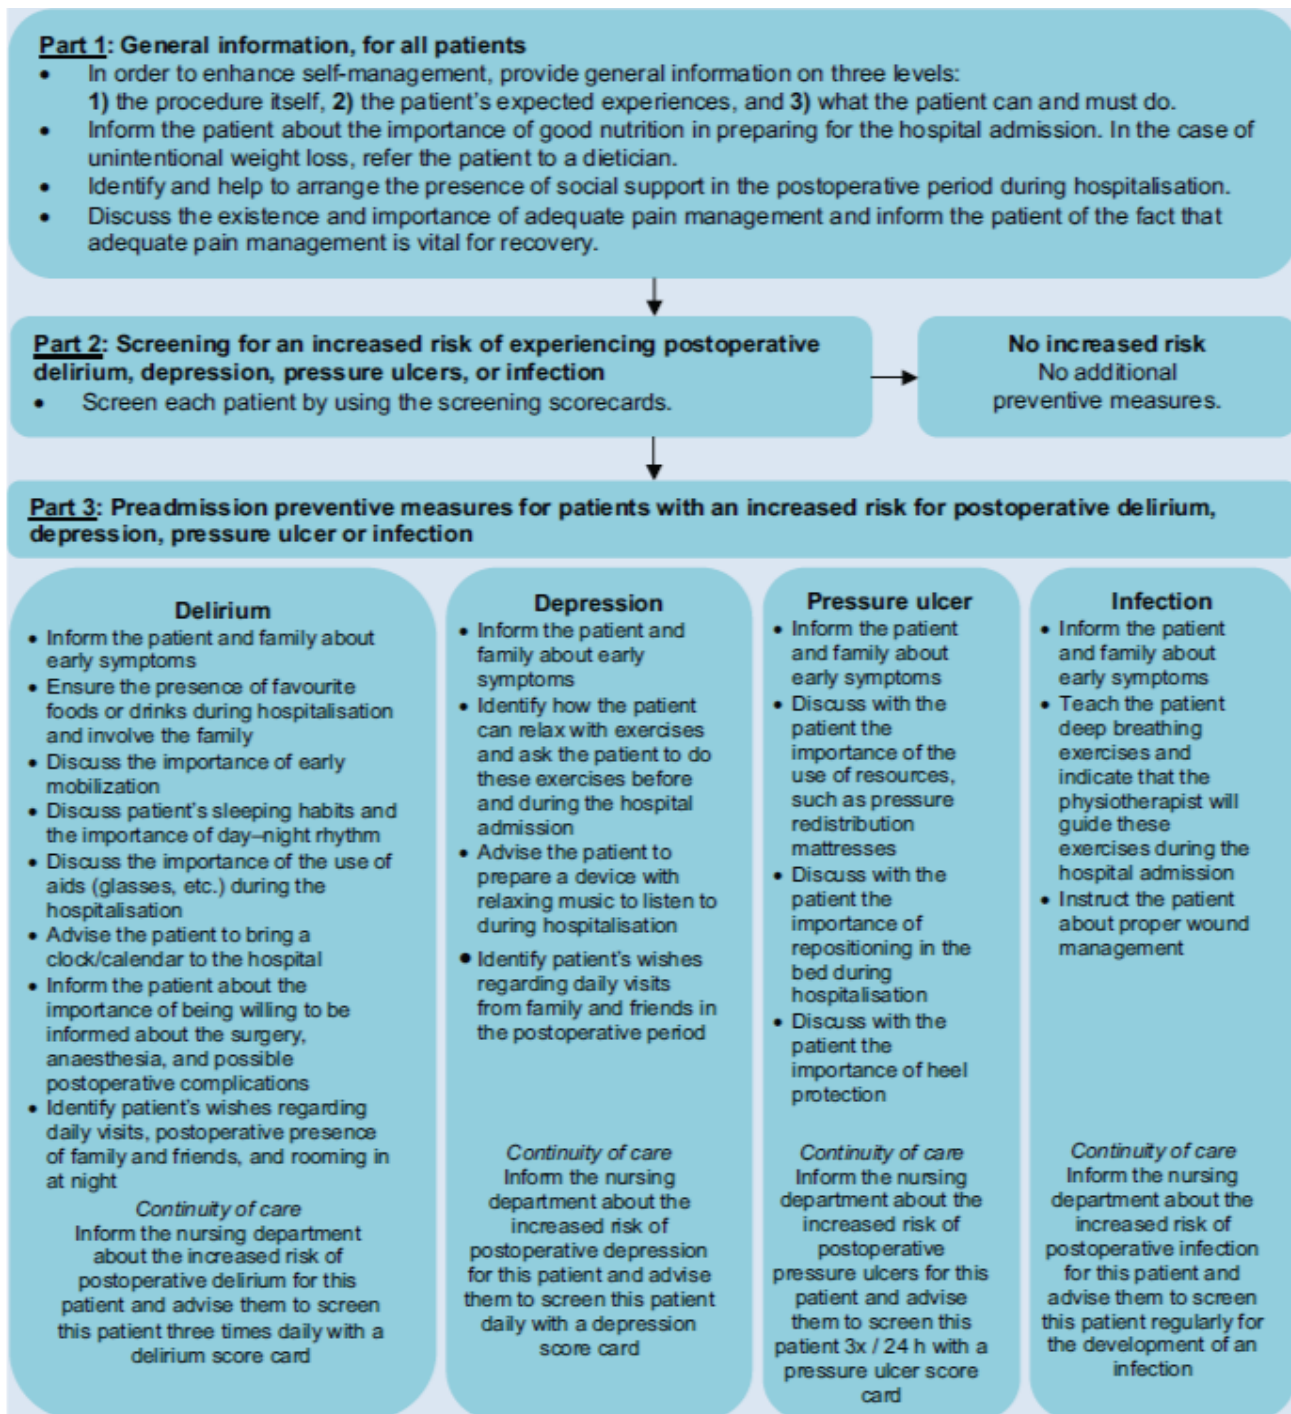 Part 1: General information, for all patients
• In order to enhance self-management, provide general information on three levels:
1) the procedure itself, 2) the patient's expected experiences, and 3) what the patient can and must do.
• Inform the patient about the importance of good nutrition in preparing for the hospital admission. In the case of
unintentional weight loss, refer the patient to a dietician.
• Identify and help to arrange the presence of social support in the postoperative period during hospitalisation.
• Discuss the existence and importance of adequate pain management and inform the patient of the fact that
adequate pain management is vital for recovery.
Part 2: Screening for an increased risk of experiencing postoperative
delirium, depression, pressure ulcers, or infection
• Screen each patient by using the screening scorecards.
No increased risk
No additional
preventive measures.
Part 3: Preadmission preventive measures for patients with an increased risk for postoperative delirium,
depression, pressure ulcer or infection
Delirium
• Inform the patient and family about
early symptoms
• Ensure the presence of favourite
foods or drinks during hospitalisation
and involve the family
• Discuss the importance of early
mobilization
• Discuss patient's sleeping habits and
the importance of day–night rhythm
• Discuss the importance of the use of
aids (glasses, etc.) during the
hospitalisation
• Advise the patient to bring a
clock/calendar to the hospital
• Inform the patient about the
importance of being willing to be
informed about the surgery,
anaesthesia, and possible
postoperative complications
• Identify patient's wishes regarding
daily visits, postoperative presence
of family and friends, and rooming in
at night
Continuity of care
Inform the nursing department
about the increased risk of
postoperative delirium for this
patient and advise them to screen
this patient three times daily with a
delirium score card
Depression
• Inform the patient and
family about early
symptoms
• Identify how the patient
can relax with exercises
and ask the patient to do
these exercises before
and during the hospital
admission
• Advise the patient to
prepare a device with
relaxing music to listen to
during hospitalisation
• Identify patient's wishes
regarding daily visits
from family and friends in
the postoperative period
Continuity of care
Inform the nursing
department about the
increased risk of
postoperative depression
for this patient and advise
them to screen this patient
daily with a depression
score card
Pressure ulcer
• Inform the patient
and family about
early symptoms
• Discuss with the
patient the
importance of the
use of resources,
such as pressure
redistribution
mattresses
• Discuss with the
patient the
importance of
repositioning in the
bed during
hospitalisation
• Discuss with the
patient the
importance of heel
protection
Continuity of care
Inform the nursing
department about the
increased risk of
postoperative
pressure ulcers for this
patient and advise
them to screen this
patient 3x / 24 h with a
pressure ulcer score
card
Infection
• Inform the patient
and family about
early symptoms
• Teach the patient
deep breathing
exercises and
indicate that the
physiotherapist will
guide these
exercises during the
hospital admission
• Instruct the patient
about proper wound
management
Continuity of care
Inform the nursing
department about the
increased risk of
postoperative infection
for this patient and
advise them to screen
this patient regularly for
the development of an
infection